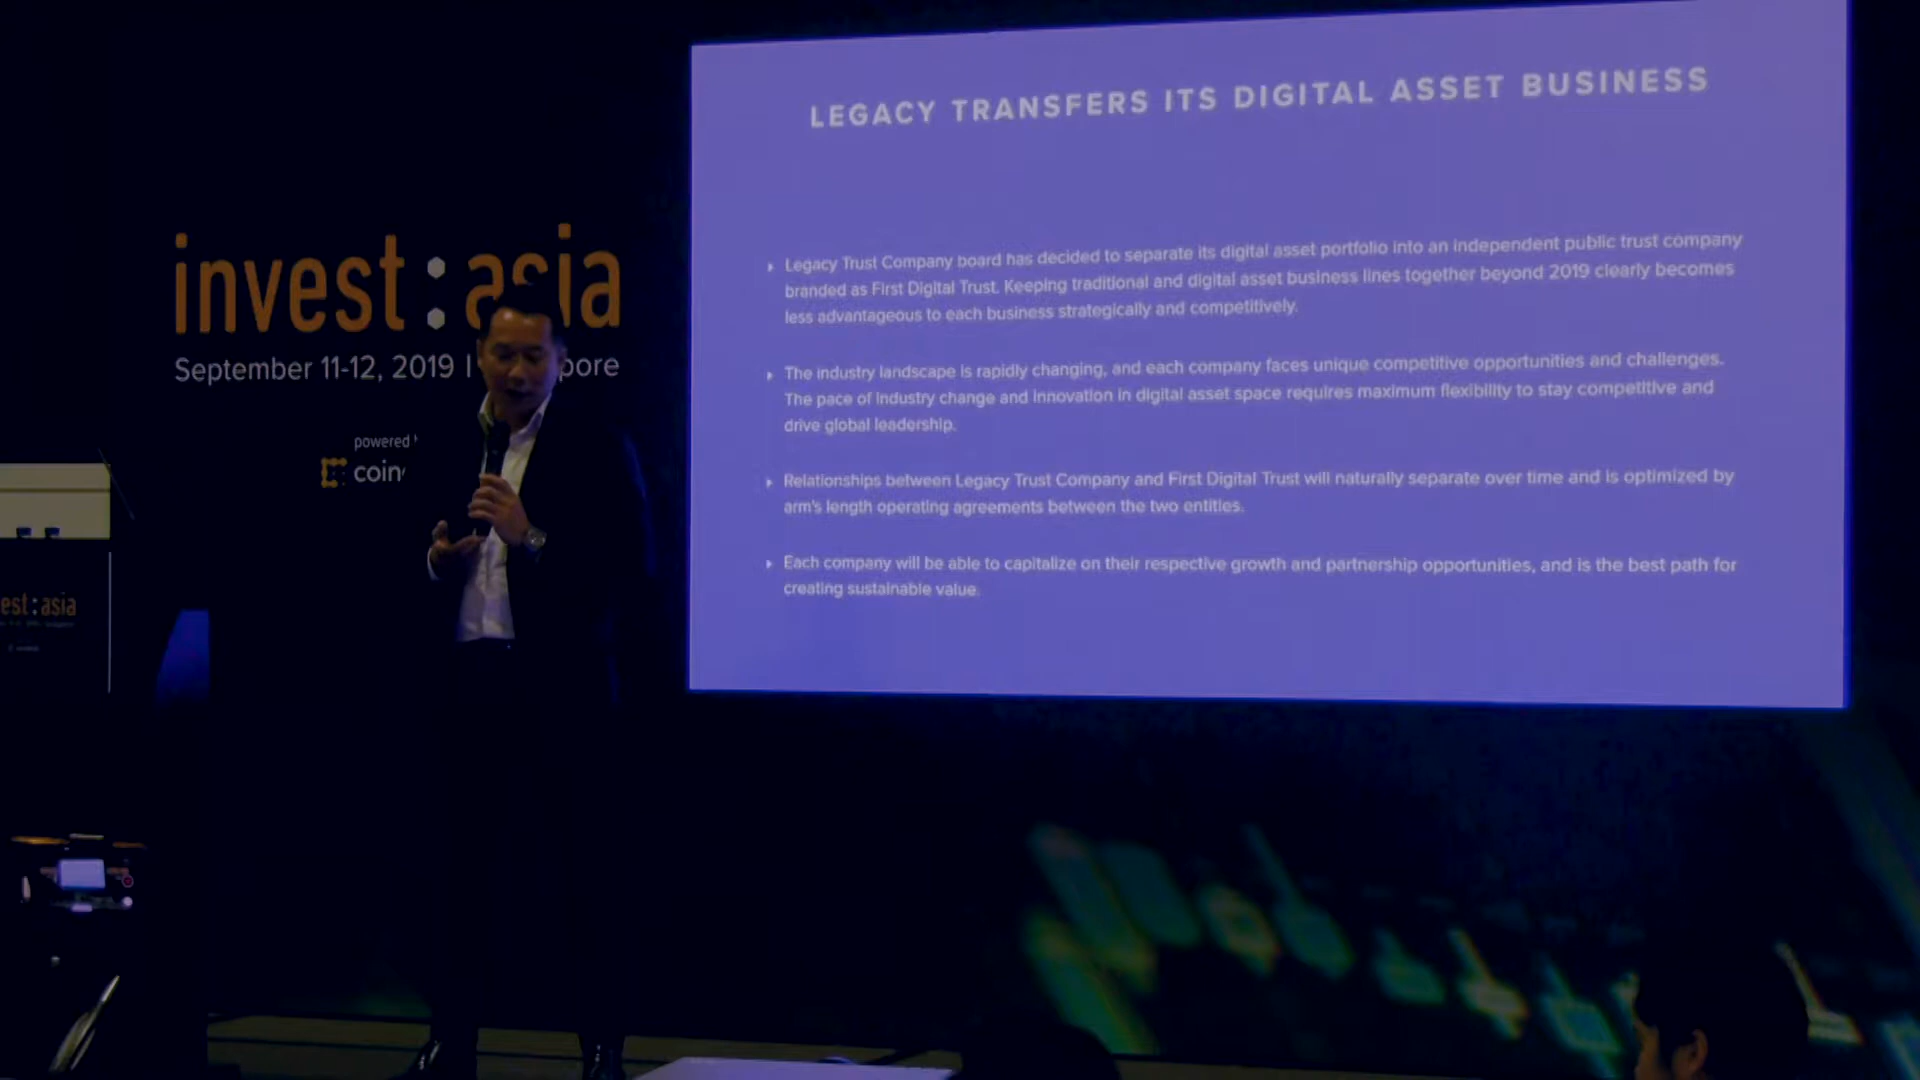 LEGACY TRANSFERS ITS DIGITAL ASSET BUSINESS
Legacy Trust Company board has decided to separate its digital asset portfolio into an independent public trust company
branded as First Digital Trust. Keeping traditional and digital asset business lines together beyond 2019 clearly becomes
less advantageous to each business strategically and competitively.
The industry landscape is rapidly changing, and each company faces unique competitive opportunities and challenges.
The pace of industry change and innovation in digital asset space requires maximum flexibility to stay competitive and
drive global leadership.
Relationships between Legacy Trust Company and First Digital Trust will naturally separate over time and is optimized by
arm's length operating agreements between the two entities.
Each company will be able to capitalize on their respective growth and partnership opportunities, and is the best path for
creating sustainable value.
invest:asia
September 11-12, 2019 | pore
powered
coin
est:asia